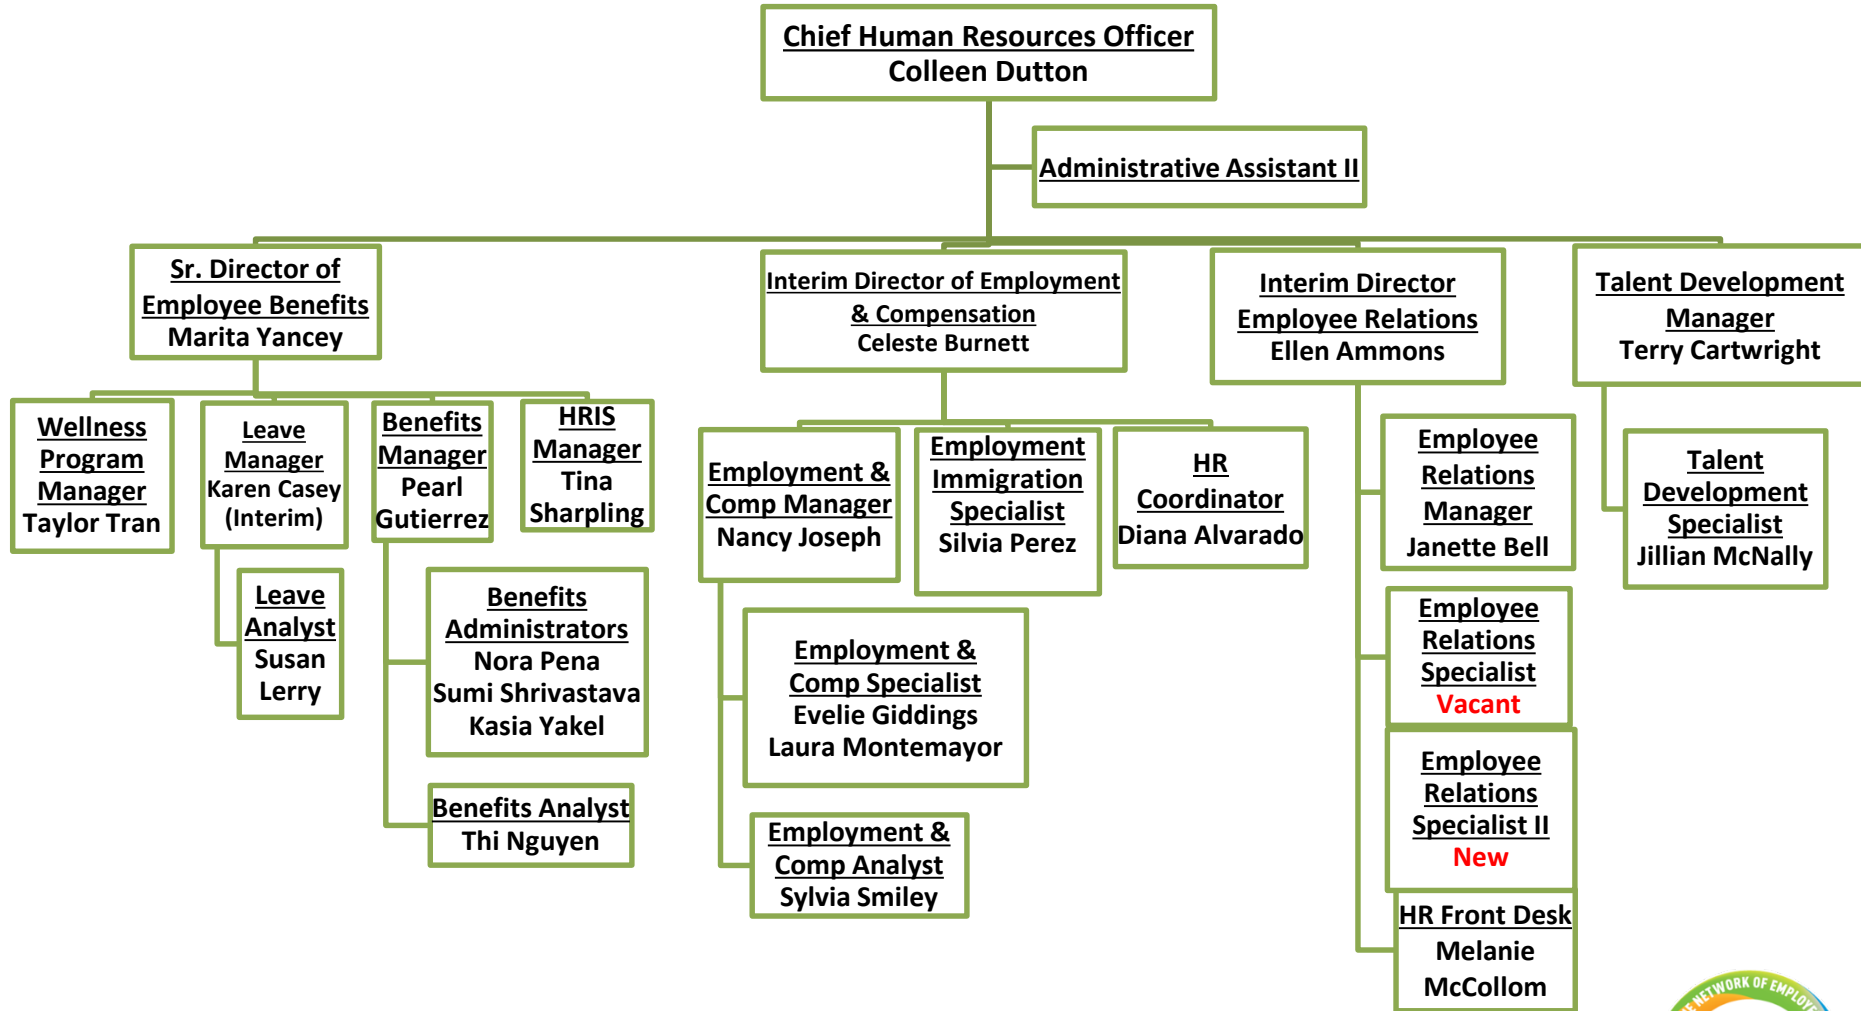 Chief Human Resources Officer
Colleen Dutton
Administrative Assistant II
Sr. Director of
Employee Benefits
Marita Yancey
Interim Director of Employment
& Compensation
Celeste Burnett
Interim Director
Employee Relations
Ellen Ammons
Talent Development
Manager
Terry Cartwright
Wellness
Program
Manager
Taylor Tran
Leave
Manager
Karen Casey
(Interim)
Benefits
Manager
Pearl
Gutierrez
HRIS
Manager
Tina
Sharpling
Leave
Analyst
Susan
Lerry
Benefits
Administrators
Nora Pena
Sumi Shrivastava
Kasia Yakel
Benefits Analyst
Thi Nguyen
Employment &
Comp Manager
Nancy Joseph
Employment
Immigration
Specialist
Silvia Perez
HR
Coordinator
Diana Alvarado
Employment &
Comp Specialist
Evelie Giddings
Laura Montemayor
Employment &
Comp Analyst
Sylvia Smiley
Employee
Relations
Manager
Janette Bell
Employee
Relations
Specialist
Vacant
Employee
Relations
Specialist II
New
HR Front Desk
Melanie
McCollom
Talent
Development
Specialist
Jillian McNally
NETWORK OF